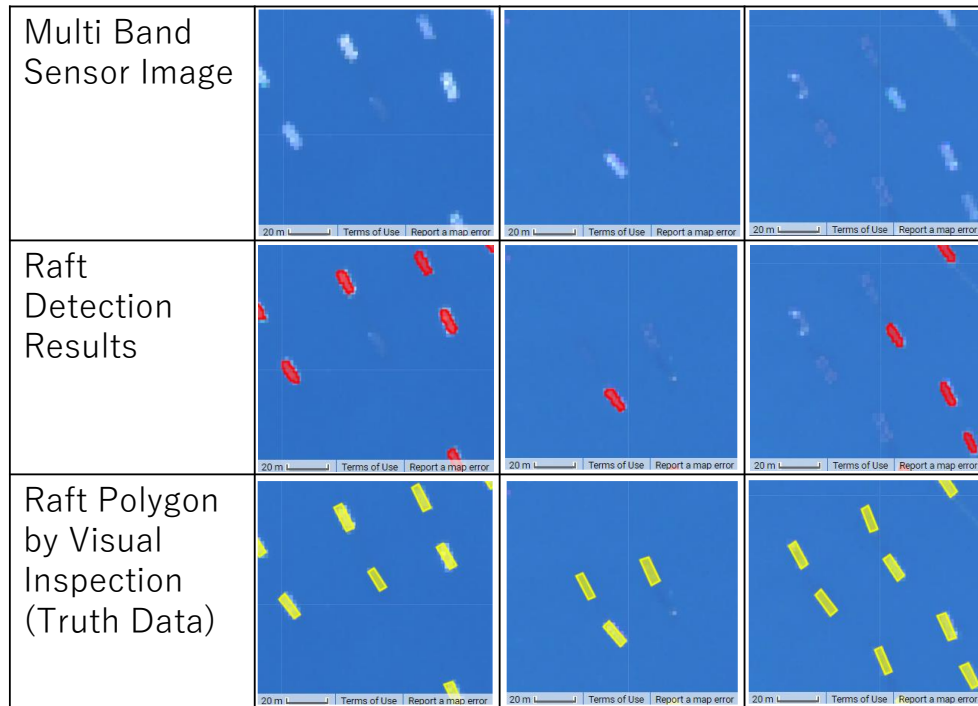 Multi Band
Sensor Image
20 m Terms of Use Report a map error
20 m Terms of Use Report a map error
20 m Terms of Use Report a map error
Raft
Detection
Results
20 m Terms of Use Report a map error
20 m Terms of Use Report a map error
20 m Terms of Use Report a map error
Raft Polygon
by Visual
Inspection
(Truth Data)
20 m Terms of Use Report a map error
20 m Terms of Use Report a map error
20 m Terms of Use Report a map error